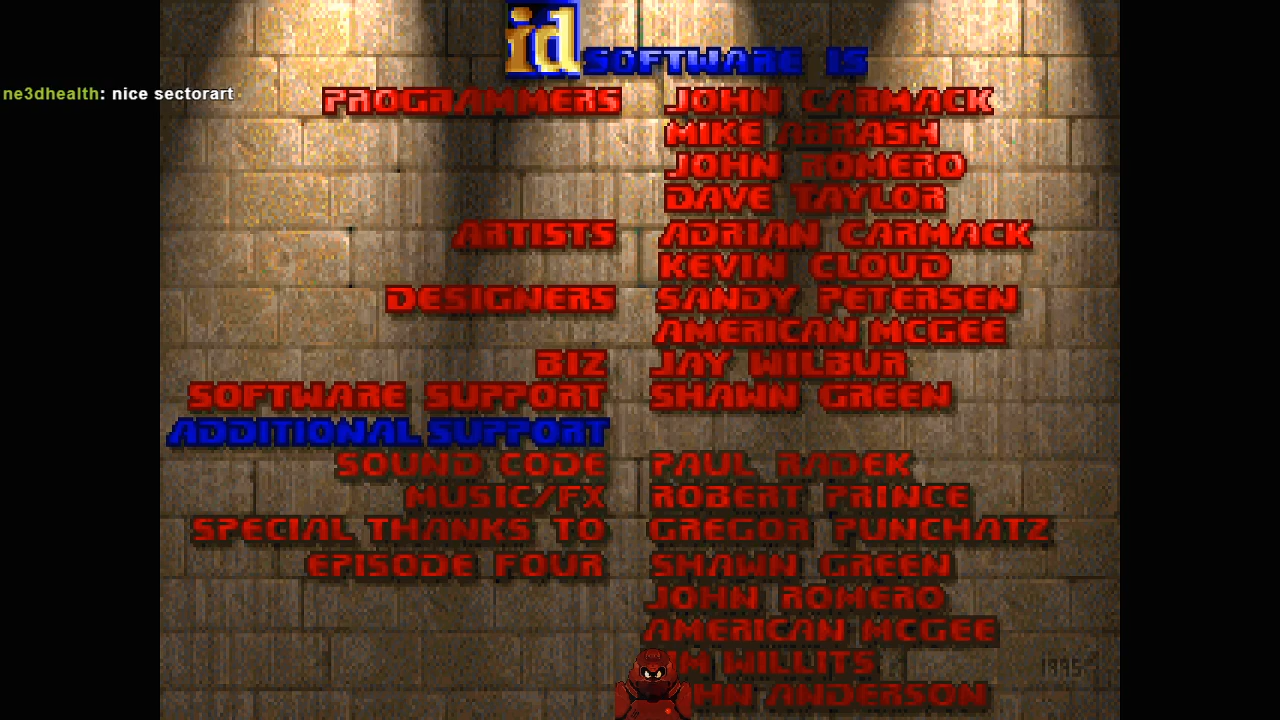 id SOFTWARE IS
ne3dhealth: nice sectorart
PROGRAMMERS JOHN CARMACK
MIKE ABRASH
JOHN ROMERO
DAVE TAYLOR
ARTISTS ADRIAN CARMACK
KEVIN CLOUD
DESIGNERS SANDY PETERSEN
AMERICAN MCGEE
BIZ JAY WILBUR
SOFTWARE SUPPORT SHAWN GREEN
ADDITIONAL SUPPORT
SOUND CODE PAUL RADEK
MUSIC/FX ROBERT PRINCE
SPECIAL THANKS TO GREGOR PUNCHATZ
EPISODE FOUR SHAWN GREEN
JOHN ROMERO
AMERICAN MCGEE
IM WILLITS
HN ANDERSON